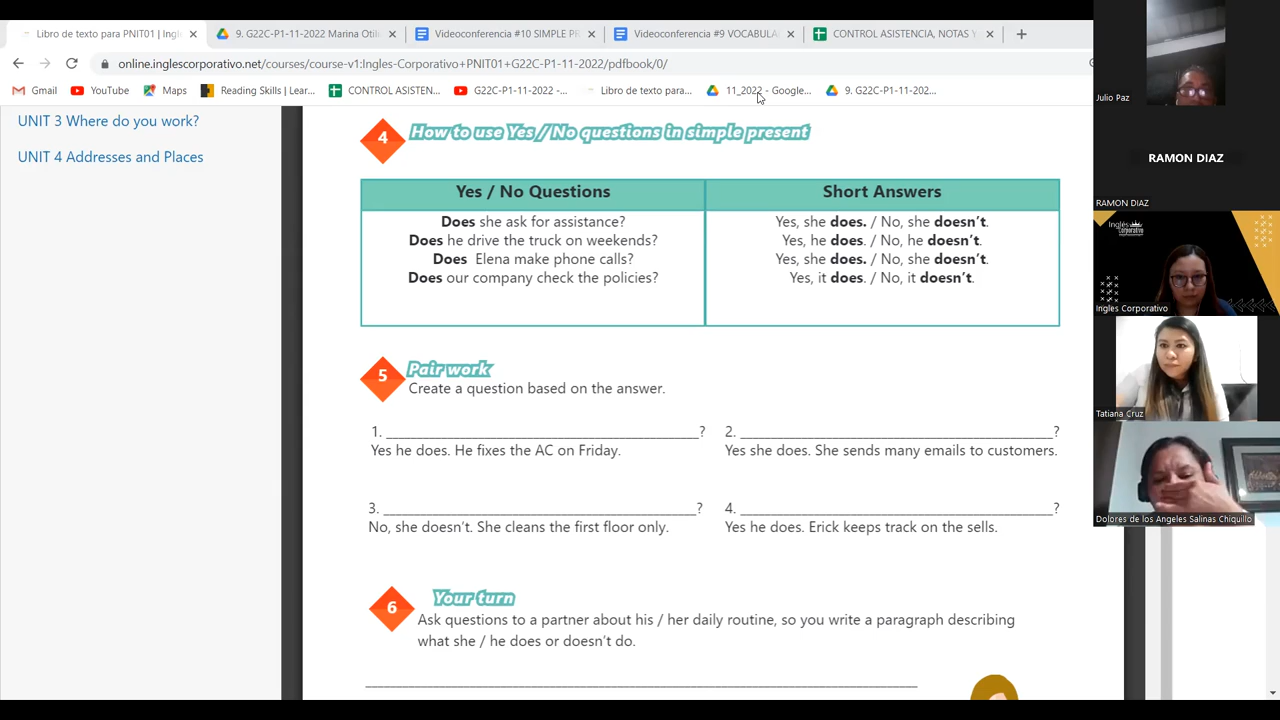 Libro de texto para PNIT01 | Ingl
9. G22C-P1-11-2022 Marina Otili
Videoconferencia #10 SIMPLE PR
Videoconferencia #9 VOCABULA
CONTROL ASISTENCIA, NOTAS Y
online.inglescorporativo.net/courses/course-v1:Ingles-Corporativo+PNIT01+G22C-P1-11-2022/pdfbook/0/
Gmail
YouTube
Maps
Reading Skills | Lear...
CONTROL ASISTEN...
G22C-P1-11-2022 -...
Libro de texto para...
11_2022 - Google...
9. G22C-P1-11-202...
UNIT 3 Where do you work?
UNIT 4 Addresses and Places
4 How to use Yes / No questions in simple present
Yes / No Questions
Short Answers
Does she ask for assistance?
Yes, she does. / No, she doesn't.
Does he drive the truck on weekends?
Yes, he does. / No, he doesn't.
Does Elena make phone calls?
Yes, she does. / No, she doesn't.
Does our company check the policies?
Yes, it does. / No, it doesn't.
5 Pair work
Create a question based on the answer.
1. ________________________________________?
Yes he does. He fixes the AC on Friday.
2. ________________________________________?
Yes she does. She sends many emails to customers.
3. ________________________________________?
No, she doesn't. She cleans the first floor only.
4. ________________________________________?
Yes he does. Erick keeps track on the sells.
6 Your turn
Ask questions to a partner about his / her daily routine, so you write a paragraph describing
what she / he does or doesn't do.
Julio Paz
RAMON DIAZ
RAMON DIAZ
Inglés
Corporativo
Ingles Corporativo
Tatiana Cruz
Dolores de los Angeles Salinas Chiquillo